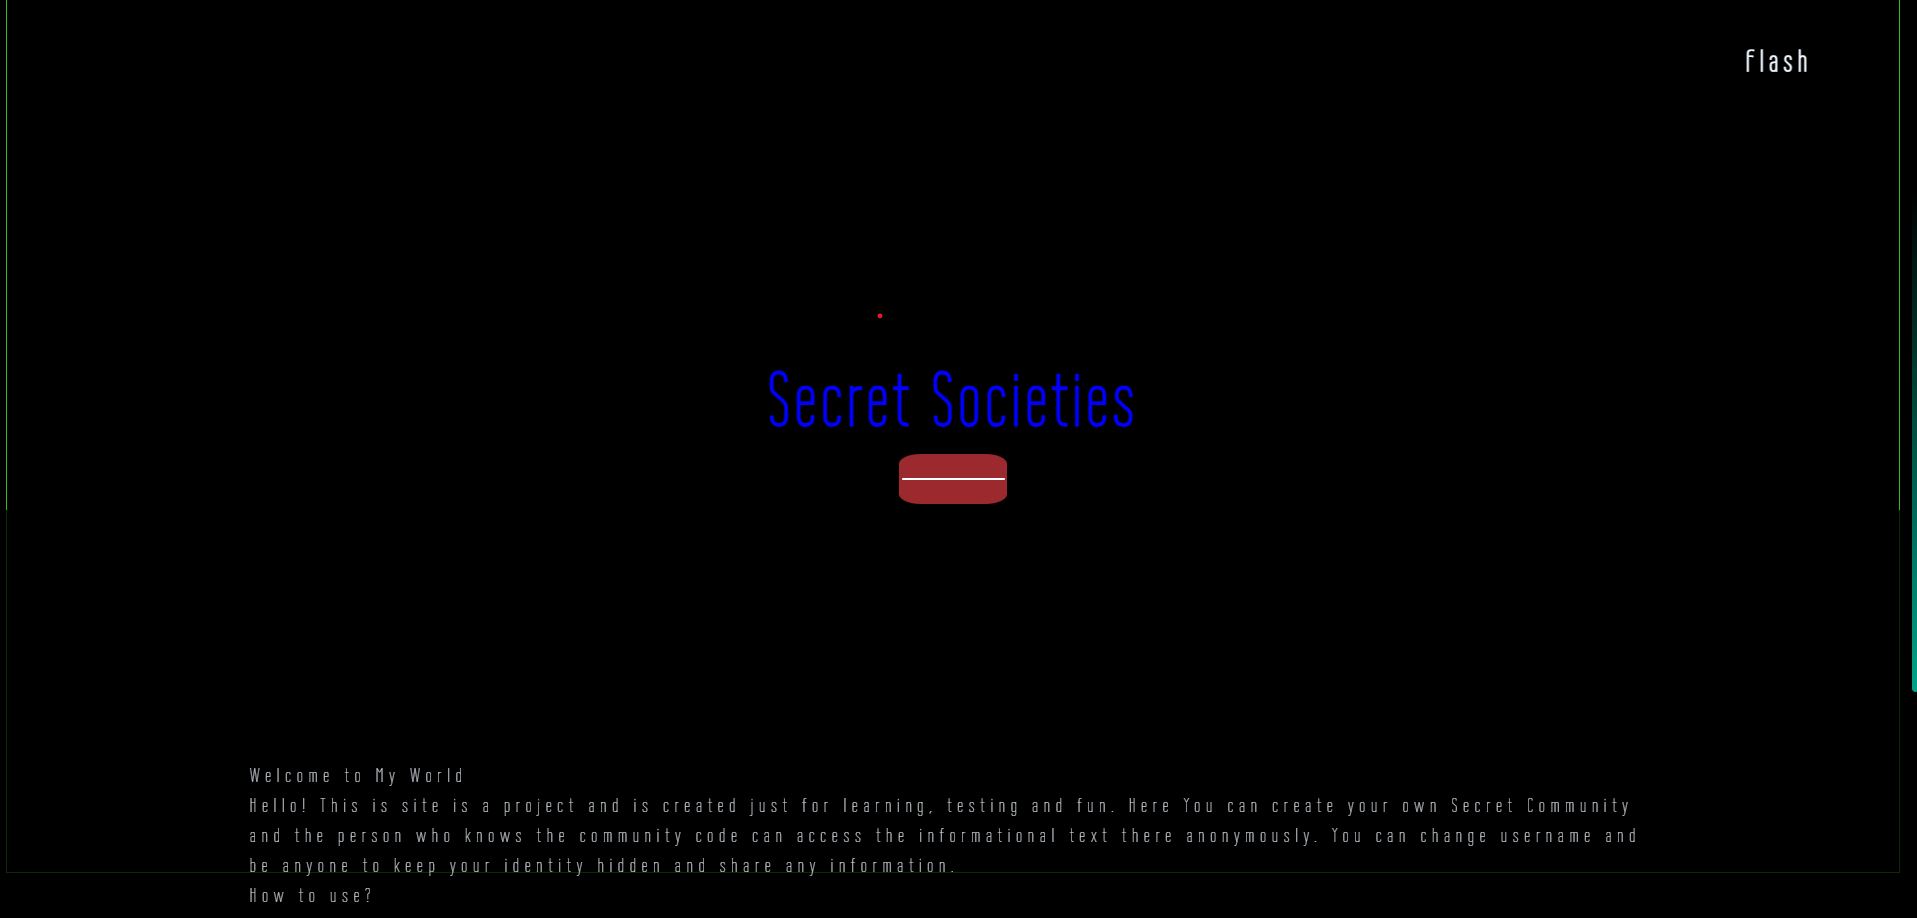 flash
Secret Societies
Welcome to My World
Hello! This is site is a project and is created just for learning, testing and fun. Here You can create your own Secret Community
and the person who knows the community code can access the informational text there anonymously. You can change username and
be anyone to keep your identity hidden and share any information.
How to use?